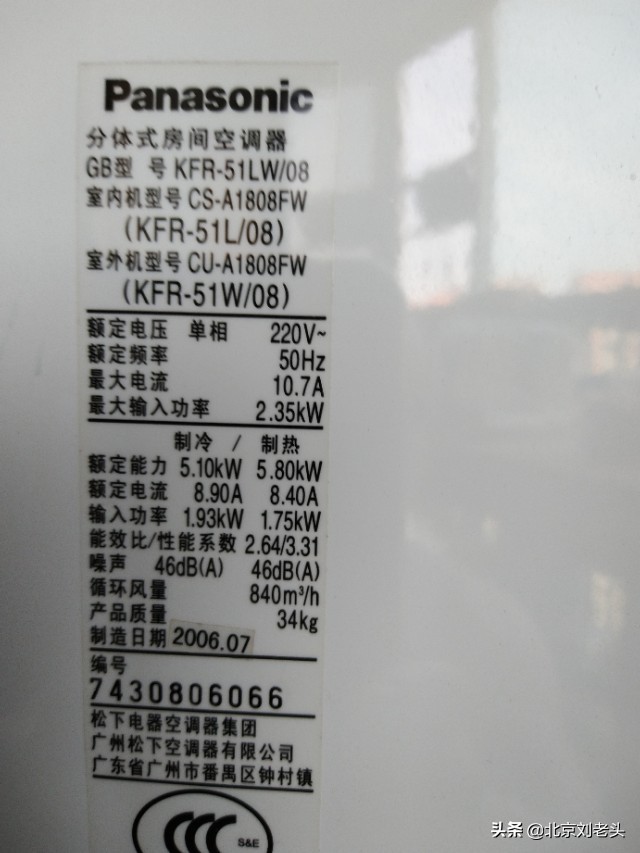 Panasonic
分体式房间空调器
GB型 号 KFR-51LW/08
室内机型号 CS-A1808FW
(KFR-51L/08)
室外机型号 CU-A1808FW
(KFR-51W/08)
额定电压 单相 220V~
额定频率 50Hz
最大电流 10.7A
最大输入功率 2.35kW
制冷 / 制热
额定能力 5.10kW 5.80kW
额定电流 8.90A 8.40A
输入功率 1.93kW 1.75kW
能效比/性能系数 2.64/3.31
噪声 46dB(A) 46dB(A)
循环风量 840m³/h
产品质量 34kg
制造日期 2006.07
编号
7430806066
松下电器空调器集团
广州松下空调器有限公司
广东省广州市番禺区钟村镇
CCC S&E
头条 @北京刘老头